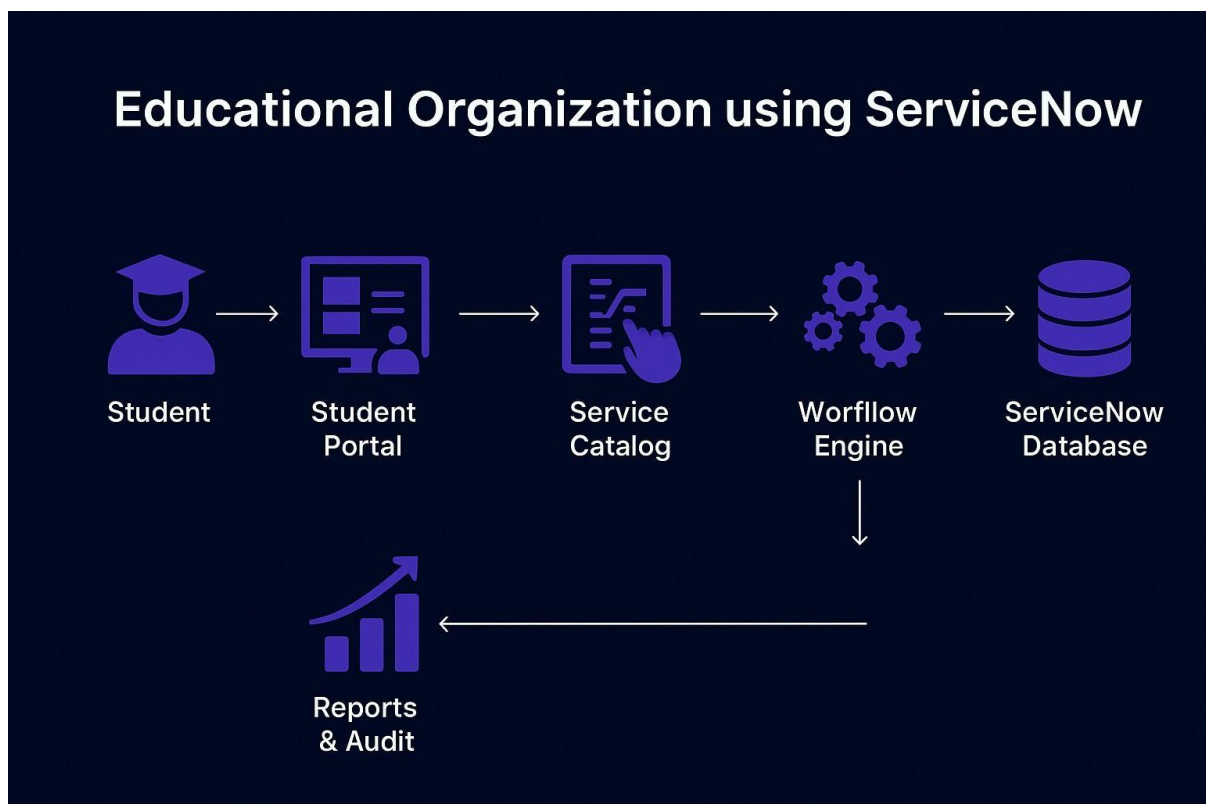 Educational Organization using ServiceNow
Student
Student
Portal
Service
Catalog
Worfllow
Engine
ServiceNow
Database
Reports
& Audit